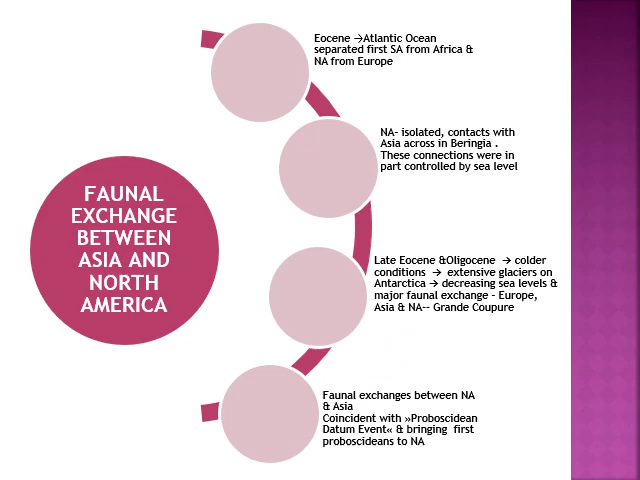 FAUNAL
EXCHANGE
BETWEEN
ASIA AND
NORTH
AMERICA
Eocene →Atlantic Ocean
separated first SA from Africa &
NA from Europe
NA- isolated, contacts with
Asia across in Beringia .
These connections were in
part controlled by sea level
Late Eocene &Oligocene → colder
conditions → extensive glaciers on
Antarctica → decreasing sea levels &
major faunal exchange - Europe,
Asia & NA-- Grande Coupure
Faunal exchanges between NA
& Asia
Coincident with »Proboscidean
Datum Event« & bringing first
proboscideans to NA